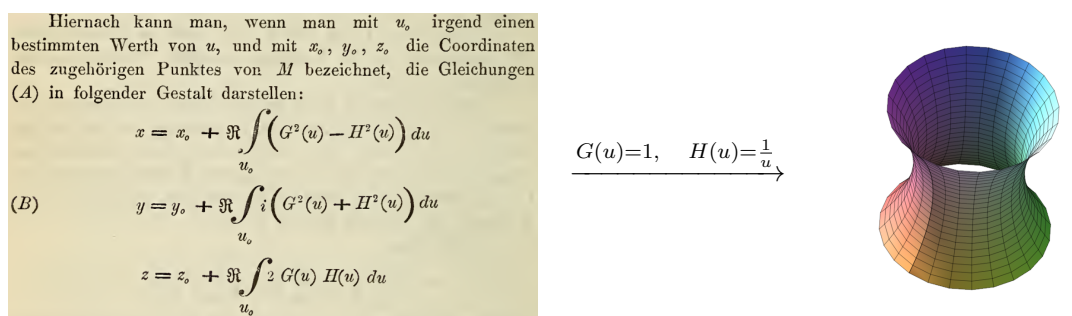 Hiernach kann man, wenn man mit u₀ irgend einen
bestimmten Werth von u, und mit x₀, y₀, z₀ die Coordinaten
des zugehörigen Punktes von M bezeichnet, die Gleichungen
(A) in folgender Gestalt darstellen:
x = x₀ + ℜ ∫_{u₀} (G²(u) — H²(u)) du
G(u)=1, H(u)=1/u
(B) y = y₀ + ℜ ∫_{u₀} i (G²(u) + H²(u)) du
z = z₀ + ℜ ∫_{u₀} 2 G(u) H(u) du